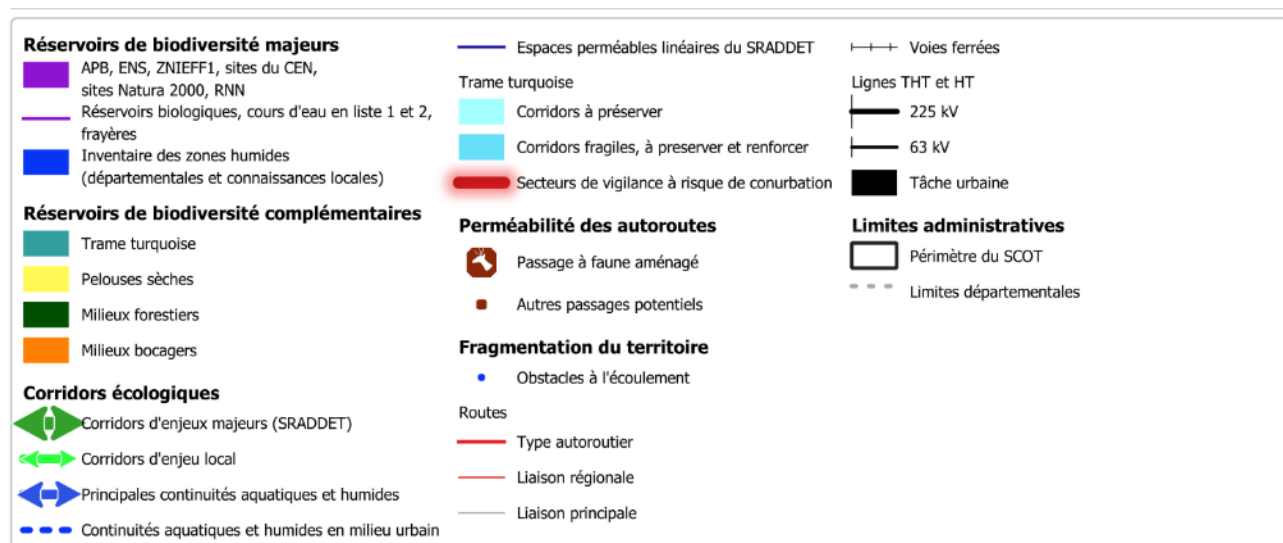 Réservoirs de biodiversité majeurs
APB, ENS, ZNIEFF1, sites du CEN,
sites Natura 2000, RNN
Réservoirs biologiques, cours d'eau en liste 1 et 2,
frayères
Inventaire des zones humides
(départementales et connaissances locales)
Réservoirs de biodiversité complémentaires
Trame turquoise
Pelouses sèches
Milieux forestiers
Milieux bocagers
Corridors écologiques
Corridors d'enjeux majeurs (SRADDET)
Corridors d'enjeu local
Principales continuités aquatiques et humides
Continuités aquatiques et humides en milieu urbain
Espaces perméables linéaires du SRADDET
Trame turquoise
Corridors à préserver
Corridors fragiles, à preserver et renforcer
Secteurs de vigilance à risque de conurbation
Perméabilité des autoroutes
Passage à faune aménagé
Autres passages potentiels
Fragmentation du territoire
Obstacles à l'écoulement
Routes
Type autoroutier
Liaison régionale
Liaison principale
Voies ferrées
Lignes THT et HT
225 kV
63 kV
Tâche urbaine
Limites administratives
Périmètre du SCOT
Limites départementales